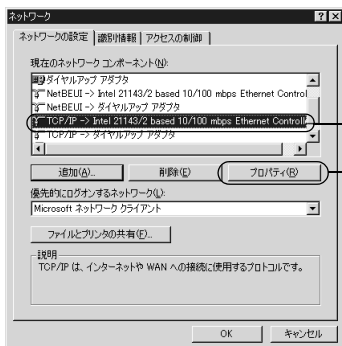 ネットワーク
ネットワークの設定 識別情報 アクセスの制御
現在のネットワーク コンポーネント(N):
ダイヤルアップ アダプタ
NetBEUI -> Intel 21143/2 based 10/100 mbps Ethernet Control
NetBEUI -> ダイヤルアップ アダプタ
TCP/IP -> Intel 21143/2 based 10/100 mbps Ethernet Controll
TCP/IP -> ダイヤルアップ アダプタ
追加(A)... 削除(E) プロパティ(R)
優先的にログオンするネットワーク(L):
Microsoft ネットワーク クライアント
ファイルとプリンタの共有(F)...
説明
TCP/IP は、インターネットや WAN への接続に使用するプロトコルです。
OK キャンセル